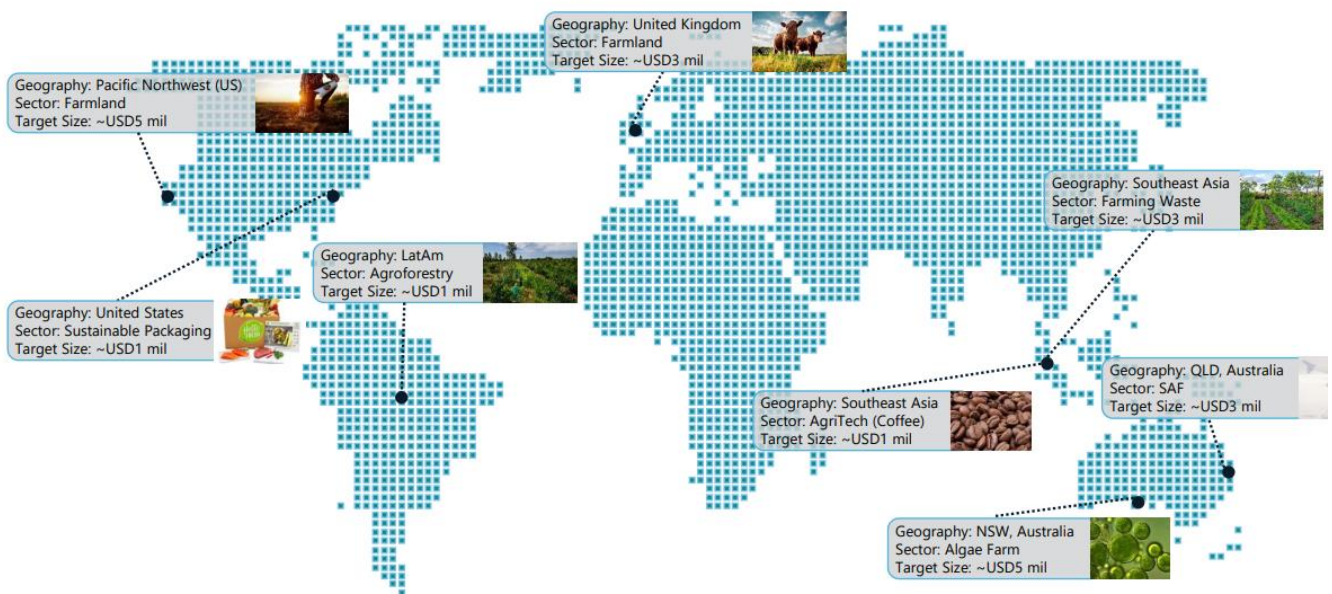 Geography: United Kingdom
Sector: Farmland
Target Size: ~USD3 mil
Geography: Pacific Northwest (US)
Sector: Farmland
Target Size: ~USD5 mil
Geography: Southeast Asia
Sector: Farming Waste
Target Size: ~USD3 mil
Geography: LatAm
Sector: Agroforestry
Target Size: ~USD1 mil
Geography: United States
Sector: Sustainable Packaging
Target Size: ~USD1 mil
Geography: QLD, Australia
Sector: SAF
Target Size: ~USD3 mil
Geography: Southeast Asia
Sector: AgriTech (Coffee)
Target Size: ~USD1 mil
Geography: NSW, Australia
Sector: Algae Farm
Target Size: ~USD5 mil